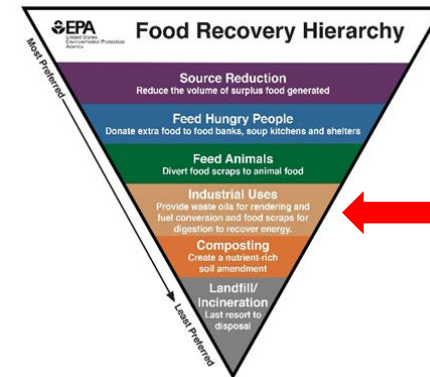 EPA
United States
Environmental Protection
Agency
Food Recovery Hierarchy
Most Preferred
Source Reduction
Reduce the volume of surplus food generated
Feed Hungry People
Donate extra food to food banks, soup kitchens and shelters
Feed Animals
Divert food scraps to animal food
Industrial Uses
Provide waste oils for rendering and
fuel conversion and food scraps for
digestion to recover energy.
Composting
Create a nutrient-rich
soil amendment
Landfill/
Incineration
Last resort to
disposal
Least Preferred